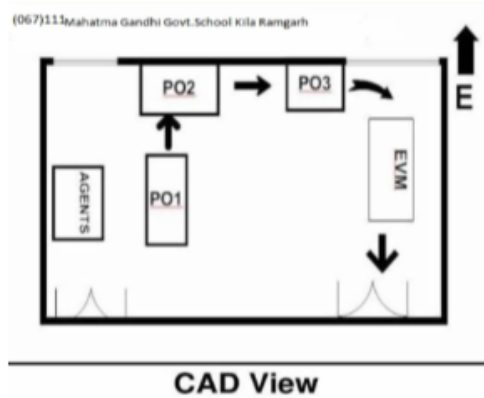 (067)111Mahatma Gandhi Govt.School Kila Ramgarh
PO2
PO3
E
EVM
AGENTS
PO1
CAD View